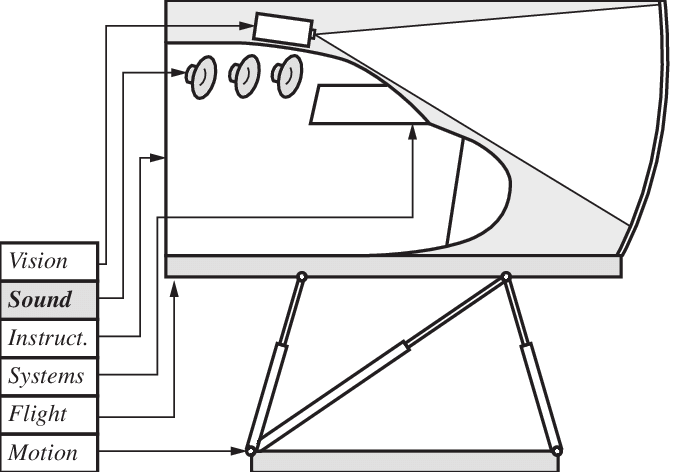 Vision
Sound
Instruct.
Systems
Flight
Motion